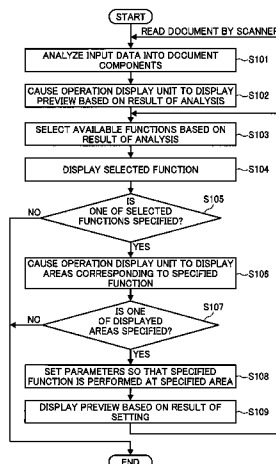 START
READ DOCUMENT BY SCANNER
ANALYZE INPUT DATA INTO DOCUMENT
COMPONENTS
S101
CAUSE OPERATION DISPLAY UNIT TO DISPLAY
PREVIEW BASED ON RESULT OF ANALYSIS
S102
SELECT AVAILABLE FUNCTIONS BASED ON
RESULT OF ANALYSIS
S103
DISPLAY SELECTED FUNCTION
S104
IS
ONE OF SELECTED
FUNCTIONS SPECIFIED?
S105
NO
YES
CAUSE OPERATION DISPLAY UNIT TO DISPLAY
AREAS CORRESPONDING TO SPECIFIED
FUNCTION
S106
IS ONE
OF DISPLAYED
AREAS SPECIFIED?
S107
NO
YES
SET PARAMETERS SO THAT SPECIFIED
FUNCTION IS PERFORMED AT SPECIFIED AREA
S108
DISPLAY PREVIEW BASED ON RESULT OF
SETTING
S109
END